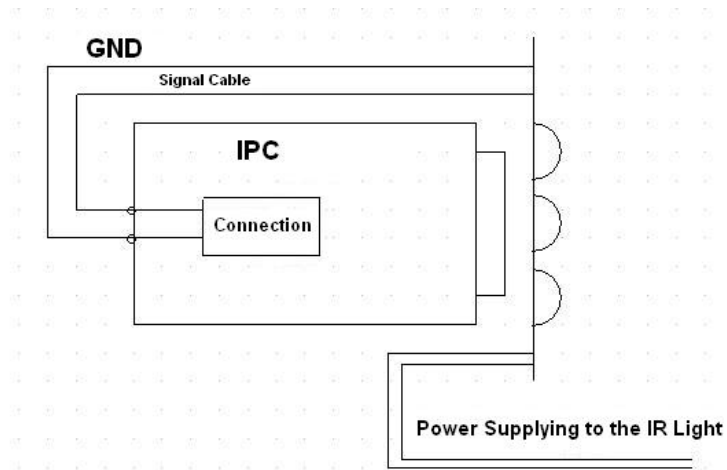 GND
Signal Cable
IPC
Connection
Power Supplying to the IR Light